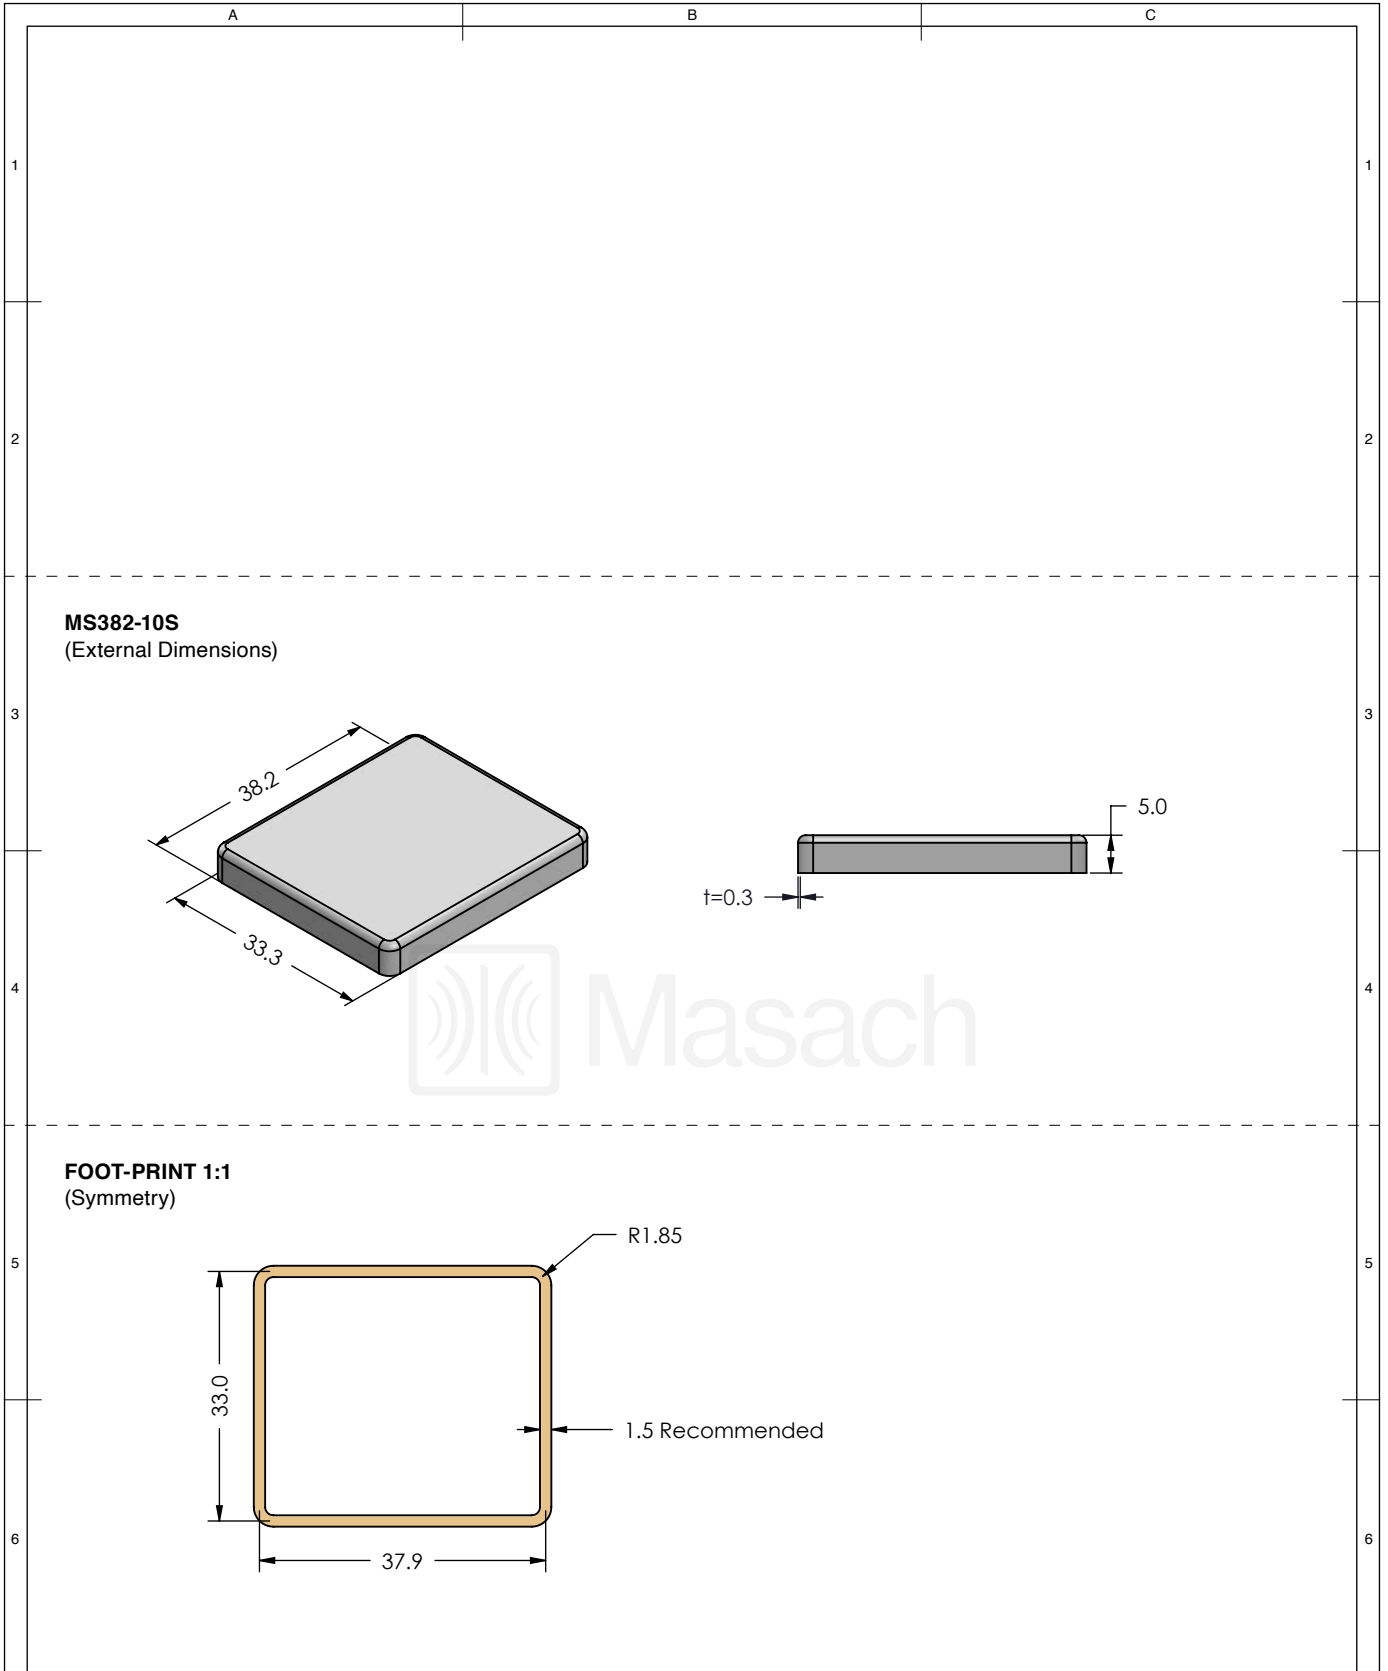 A B C
1 1
2 2
MS382-10S
(External Dimensions)
3 3
38.2
5.0
t=0.3
33.3
4 4
Masach
FOOT-PRINT 1:1
(Symmetry)
R1.85
5 5
33.0
1.5 Recommended
6 6
37.9